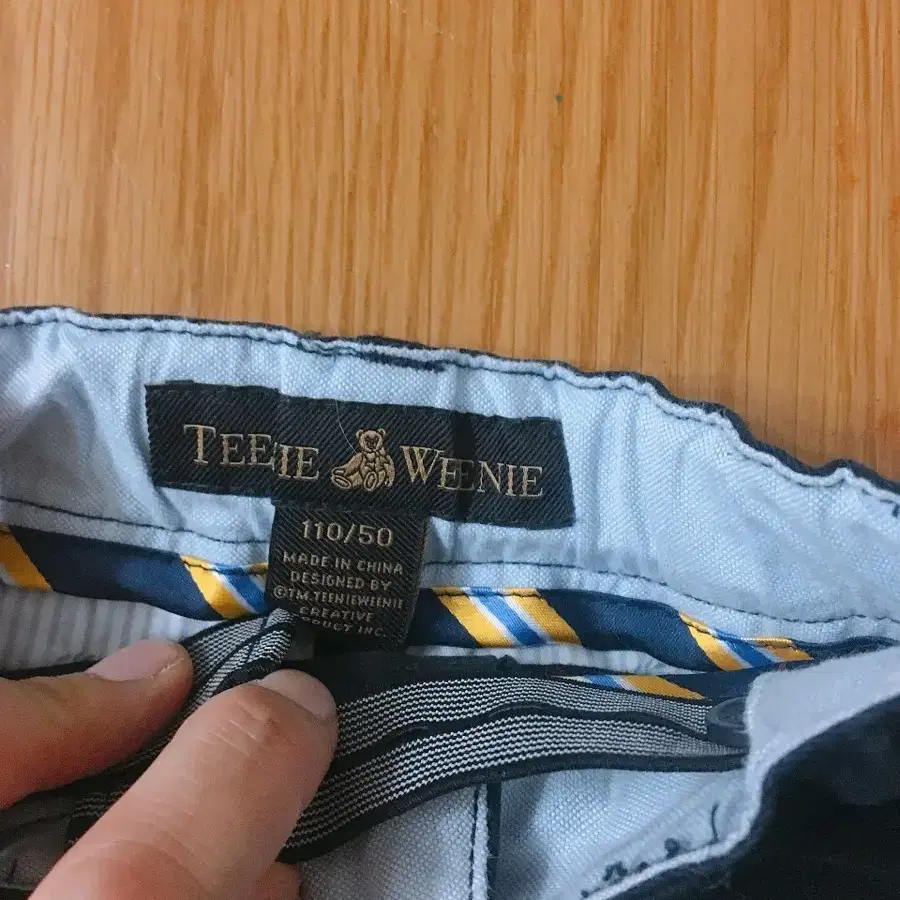 TEENIE WEENIE
110/50
MADE IN CHINA
DESIGNED BY
©TM.TEENIEWEENIE
CREATIVE
INC.